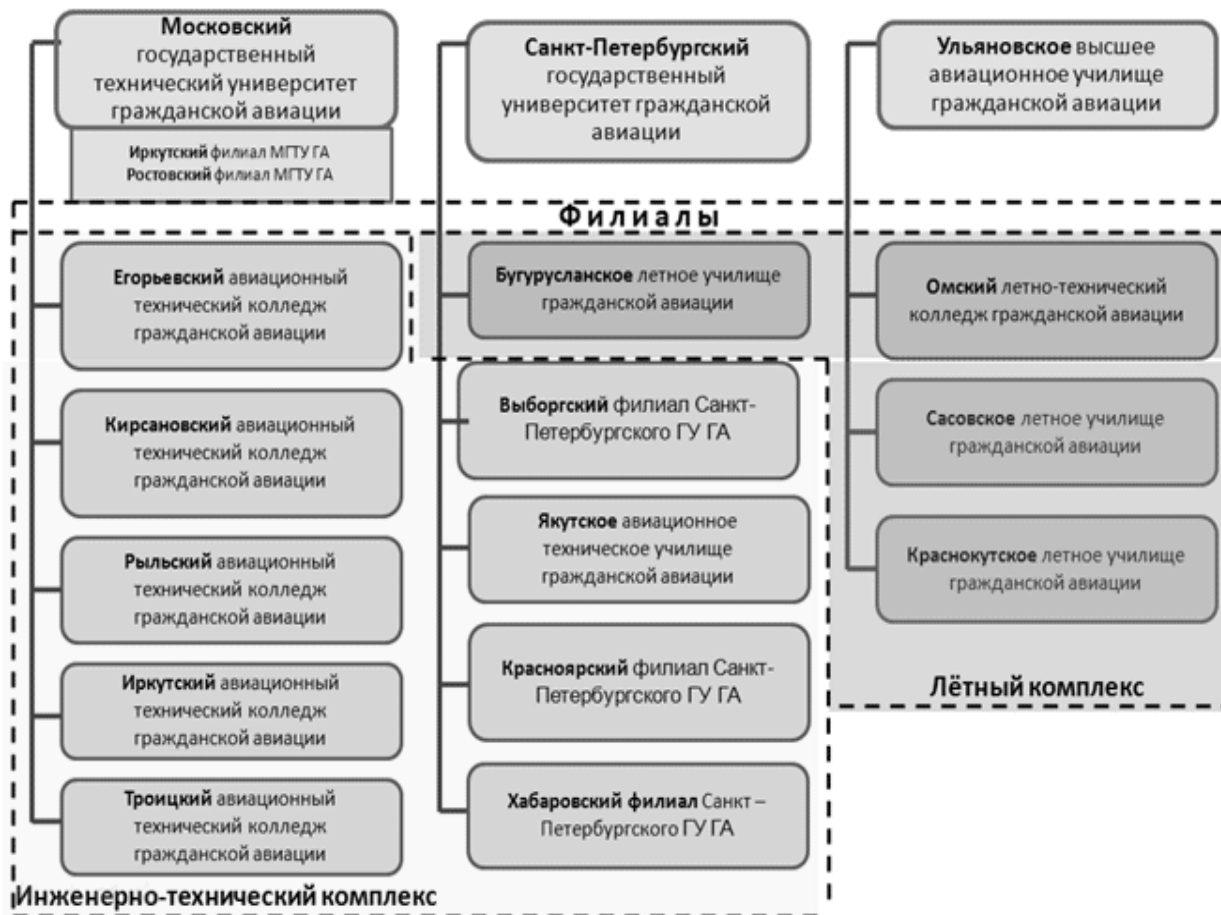 Московский
государственный
технический университет
гражданской авиации
Иркутский филиал МГТУ ГА
Ростовский филиал МГТУ ГА
Санкт-Петербургский
государственный
университет гражданской
авиации
Ульяновское высшее
авиационное училище
гражданской авиации
Филиалы
Егорьевский авиационный
технический колледж
гражданской авиации
Кирсановский авиационный
технический колледж
гражданской авиации
Рыльский авиационный
технический колледж
гражданской авиации
Иркутский авиационный
технический колледж
гражданской авиации
Троицкий авиационный
технический колледж
гражданской авиации
Бугурусланское летное училище
гражданской авиации
Выборгский филиал Санкт-
Петербургского ГУ ГА
Якутское авиационное
техническое училище
гражданской авиации
Красноярский филиал Санкт-
Петербургского ГУ ГА
Хабаровский филиал Санкт –
Петербургского ГУ ГА
Омский летно-технический
колледж гражданской авиации
Сасовское летное училище
гражданской авиации
Краснокутское летное училище
гражданской авиации
Лётный комплекс
Инженерно-технический комплекс